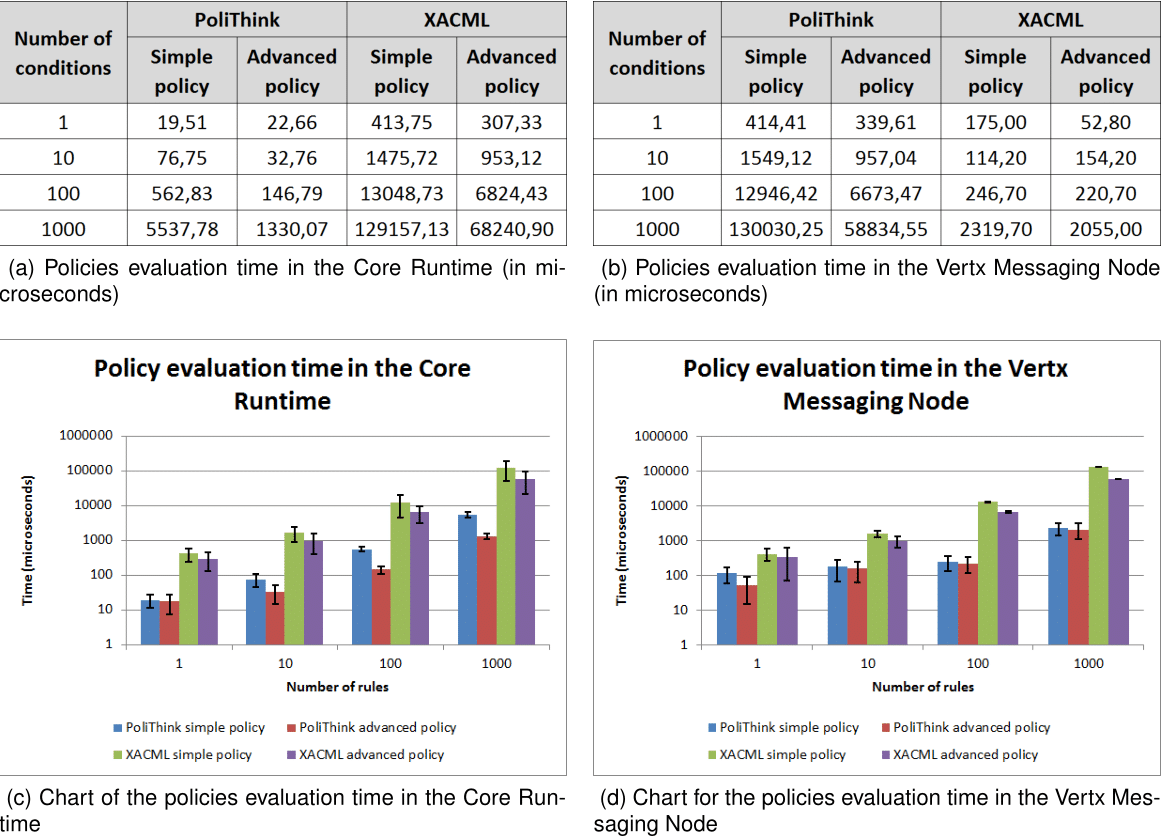 Number of conditions PoliThink XACML
Simple policy Advanced policy Simple policy Advanced policy
1 19,51 22,66 413,75 307,33
10 76,75 32,76 1475,72 953,12
100 562,83 146,79 13048,73 6824,43
1000 5537,78 1330,07 129157,13 68240,90
(a) Policies evaluation time in the Core Runtime (in mi-
croseconds)
Number of conditions PoliThink XACML
Simple policy Advanced policy Simple policy Advanced policy
1 414,41 339,61 175,00 52,80
10 1549,12 957,04 114,20 154,20
100 12946,42 6673,47 246,70 220,70
1000 130030,25 58834,55 2319,70 2055,00
(b) Policies evaluation time in the Vertx Messaging Node
(in microseconds)
Policy evaluation time in the Core
Runtime
Time (microseconds)
1000000
100000
10000
1000
100
10
1
1 10 100 1000
Number of rules
PoliThink simple policy PoliThink advanced policy
XACML simple policy XACML advanced policy
(c) Chart of the policies evaluation time in the Core Run-
time
Policy evaluation time in the Vertx
Messaging Node
Time (microseconds)
1000000
100000
10000
1000
100
10
1
1 10 100 1000
Number of rules
PoliThink simple policy PoliThink advanced policy
XACML simple policy XACML advanced policy
(d) Chart for the policies evaluation time in the Vertx Mes-
saging Node